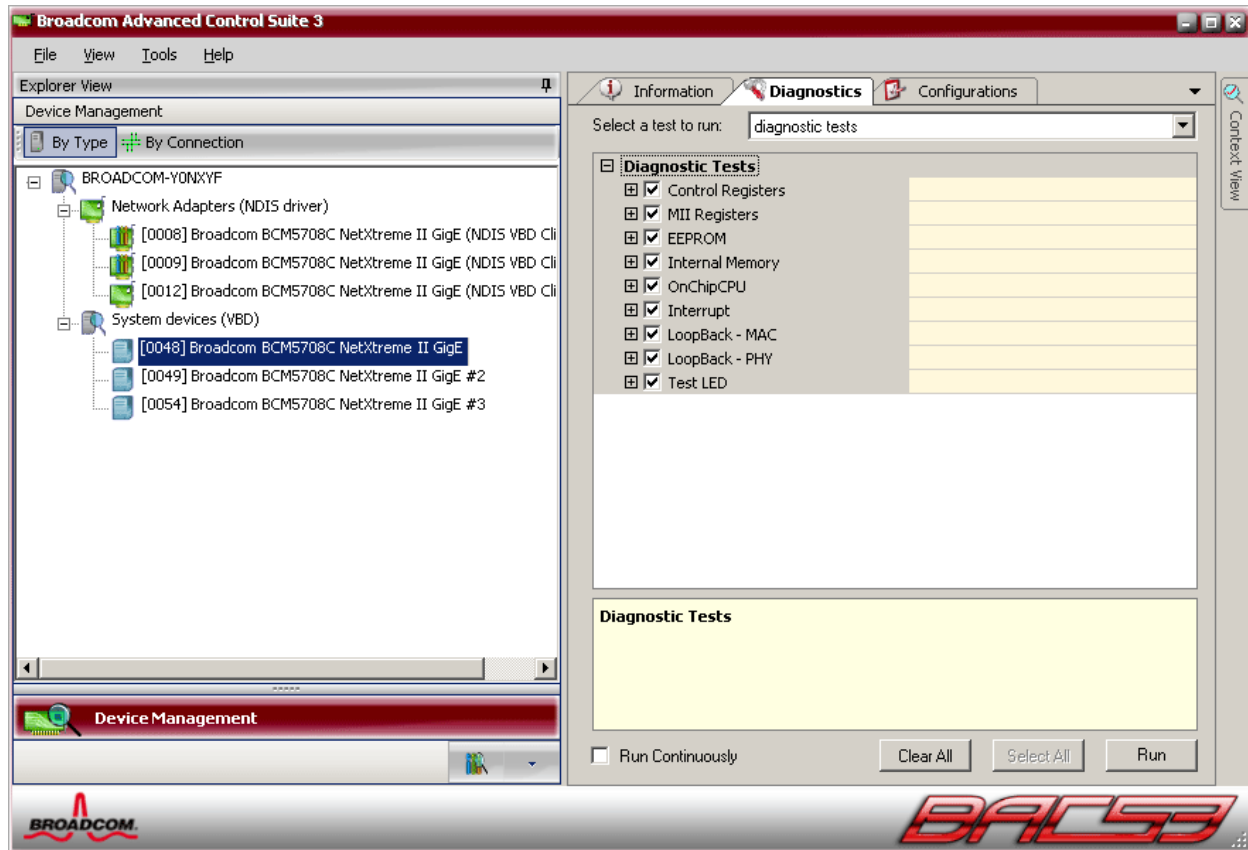 Broadcom Advanced Control Suite 3
File View Tools Help
Explorer View
Device Management
By Type By Connection
BROADCOM-Y0NXYF
Network Adapters (NDIS driver)
[0008] Broadcom BCM5708C NetXtreme II GigE (NDIS VBD Cli
[0009] Broadcom BCM5708C NetXtreme II GigE (NDIS VBD Cli
[0012] Broadcom BCM5708C NetXtreme II GigE (NDIS VBD Cli
System devices (VBD)
[0048] Broadcom BCM5708C NetXtreme II GigE
[0049] Broadcom BCM5708C NetXtreme II GigE #2
[0054] Broadcom BCM5708C NetXtreme II GigE #3
Device Management
Information Diagnostics Configurations
Select a test to run: diagnostic tests
Diagnostic Tests
Control Registers
MII Registers
EEPROM
Internal Memory
OnChipCPU
Interrupt
LoopBack - MAC
LoopBack - PHY
Test LED
Diagnostic Tests
Run Continuously Clear All Select All Run
Context View
BROADCOM.
BACS3